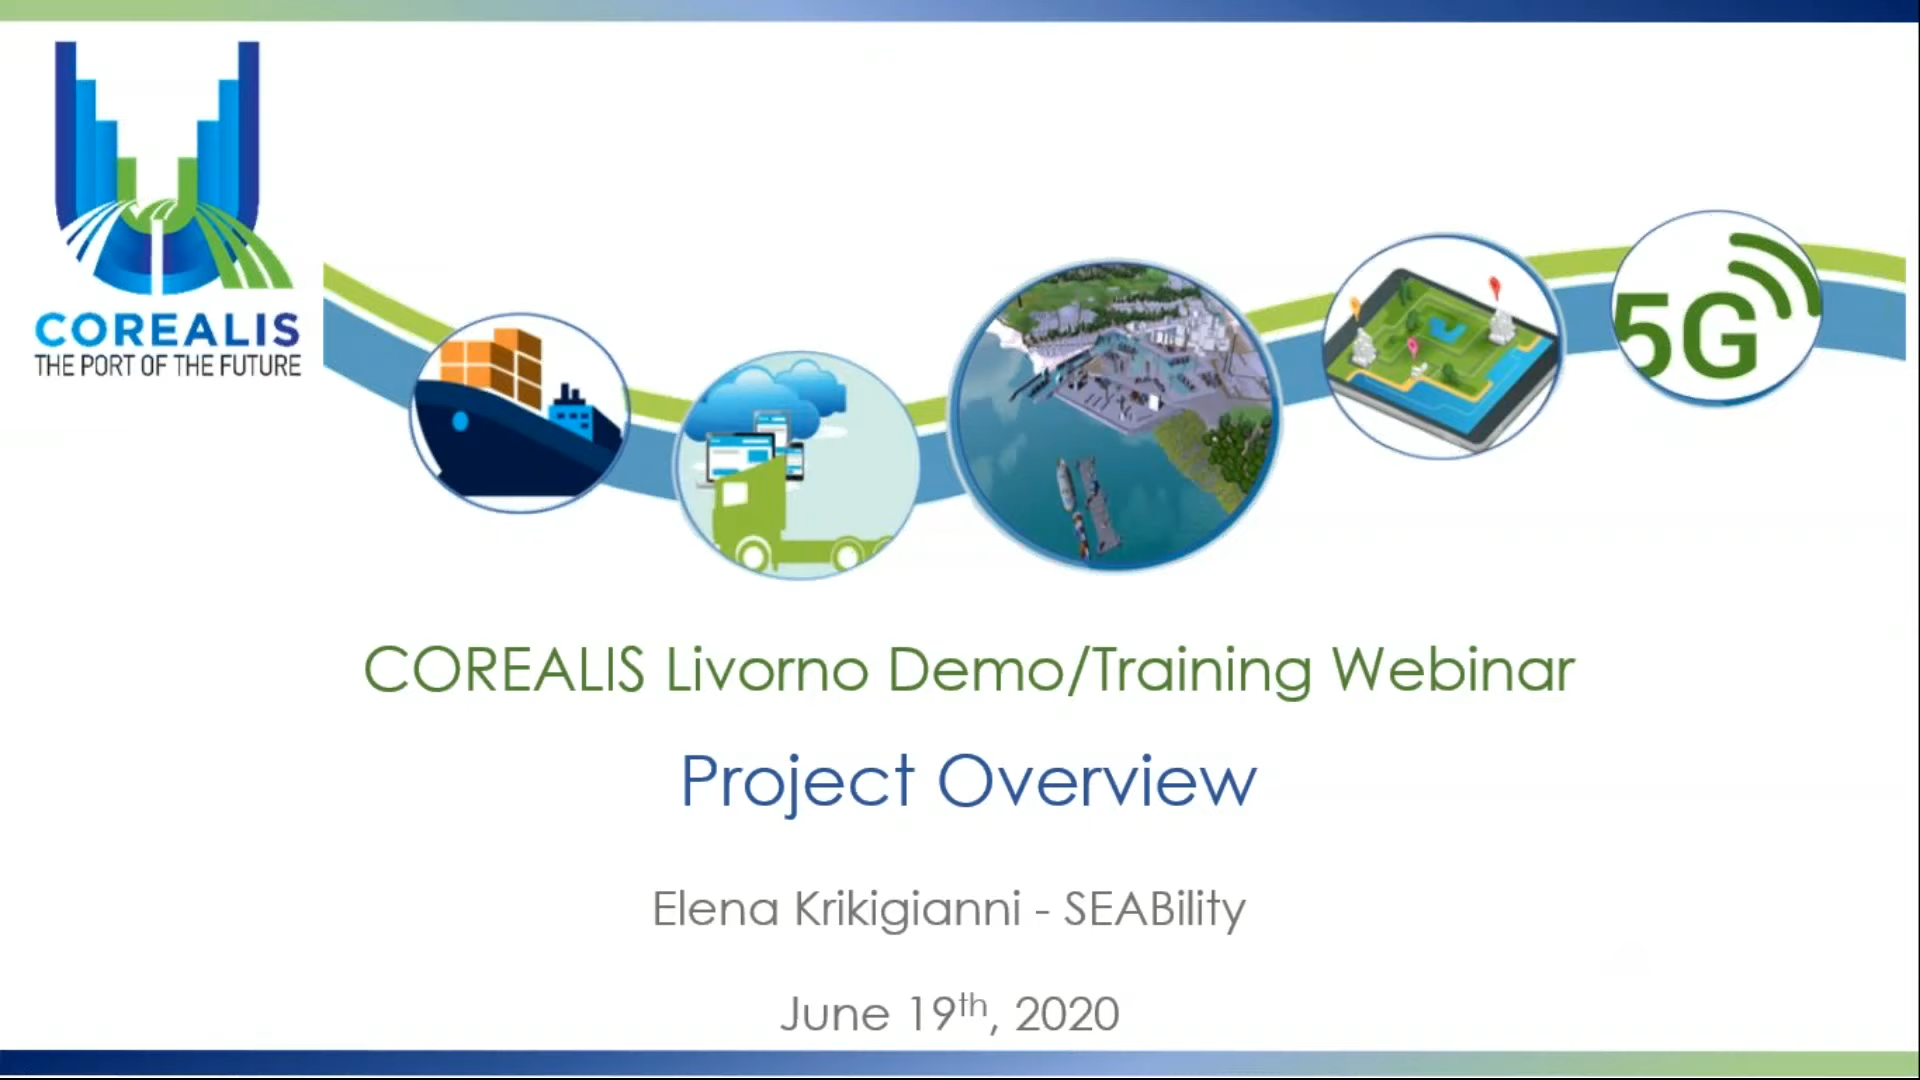 COREALIS
THE PORT OF THE FUTURE
5G
COREALIS Livorno Demo/Training Webinar
Project Overview
Elena Krikigianni - SEABility
June 19th, 2020